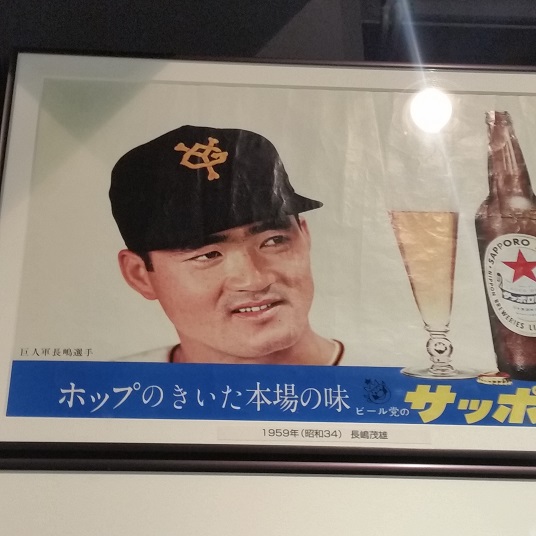 SAPPORO
巨人軍長嶋選手
ホップのきいた本場の味
ビール党の
サッポ
1959年(昭和34) 長嶋茂雄